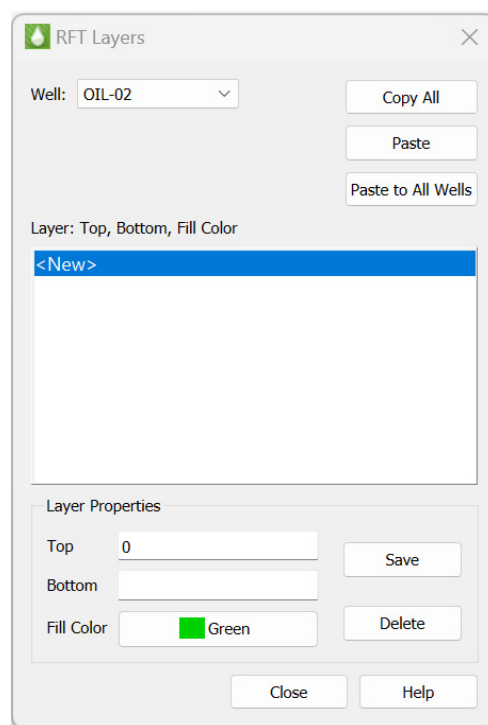 RFT Layers
Well: OIL-02
Copy All
Paste
Paste to All Wells
Layer: Top, Bottom, Fill Color
<New>
Layer Properties
Top 0
Save
Bottom
Fill Color Green
Delete
Close Help